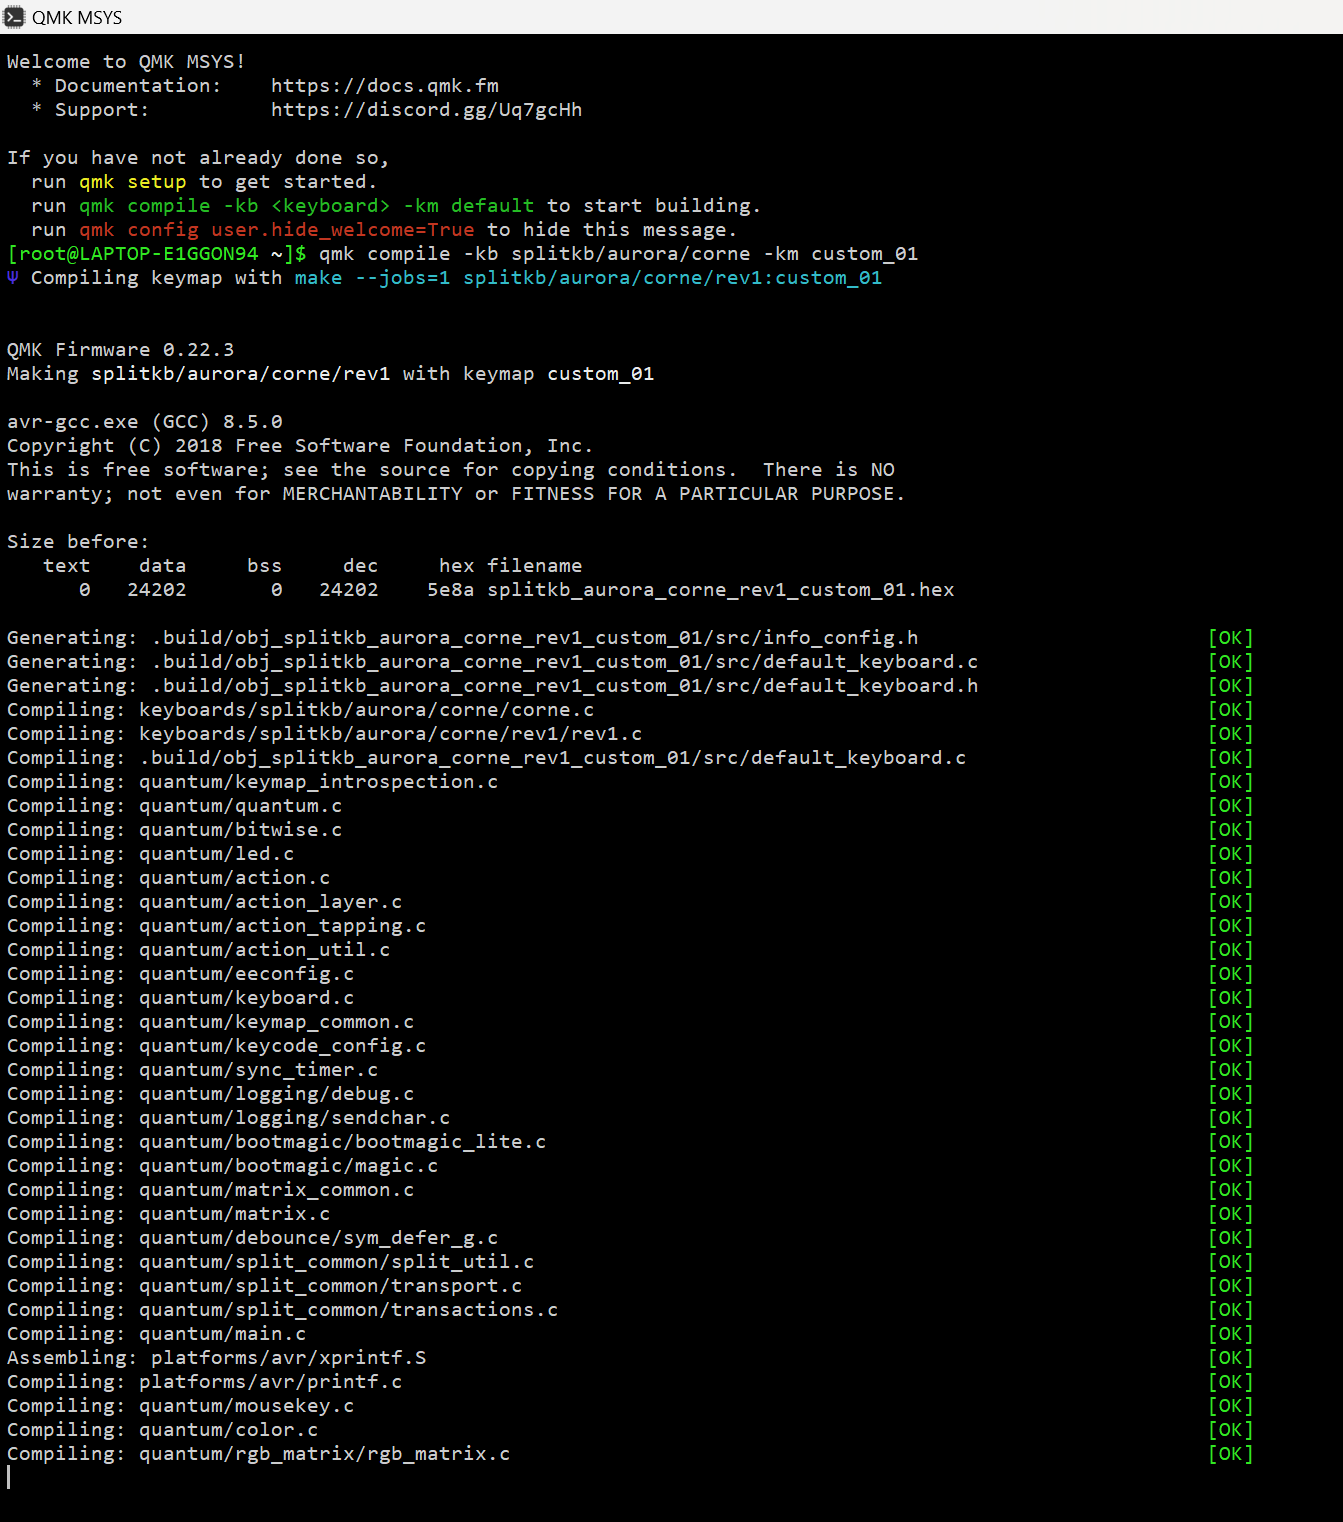 QMK MSYS
Welcome to QMK MSYS!
* Documentation: https://docs.qmk.fm
* Support: https://discord.gg/Uq7gcHh
If you have not already done so,
run qmk setup to get started.
run qmk compile -kb <keyboard> -km default to start building.
run qmk config user.hide_welcome=True to hide this message.
[root@LAPTOP-E1GGON94 ~]$ qmk compile -kb splitkb/aurora/corne -km custom_01
Ψ Compiling keymap with make --jobs=1 splitkb/aurora/corne/rev1:custom_01
QMK Firmware 0.22.3
Making splitkb/aurora/corne/rev1 with keymap custom_01
avr-gcc.exe (GCC) 8.5.0
Copyright (C) 2018 Free Software Foundation, Inc.
This is free software; see the source for copying conditions.  There is NO
warranty; not even for MERCHANTABILITY or FITNESS FOR A PARTICULAR PURPOSE.
Size before:
text data bss dec hex filename
0 24202 0 24202 5e8a splitkb_aurora_corne_rev1_custom_01.hex
Generating: .build/obj_splitkb_aurora_corne_rev1_custom_01/src/info_config.h [OK]
Generating: .build/obj_splitkb_aurora_corne_rev1_custom_01/src/default_keyboard.c [OK]
Generating: .build/obj_splitkb_aurora_corne_rev1_custom_01/src/default_keyboard.h [OK]
Compiling: keyboards/splitkb/aurora/corne/corne.c [OK]
Compiling: keyboards/splitkb/aurora/corne/rev1/rev1.c [OK]
Compiling: .build/obj_splitkb_aurora_corne_rev1_custom_01/src/default_keyboard.c [OK]
Compiling: quantum/keymap_introspection.c [OK]
Compiling: quantum/quantum.c [OK]
Compiling: quantum/bitwise.c [OK]
Compiling: quantum/led.c [OK]
Compiling: quantum/action.c [OK]
Compiling: quantum/action_layer.c [OK]
Compiling: quantum/action_tapping.c [OK]
Compiling: quantum/action_util.c [OK]
Compiling: quantum/eeconfig.c [OK]
Compiling: quantum/keyboard.c [OK]
Compiling: quantum/keymap_common.c [OK]
Compiling: quantum/keycode_config.c [OK]
Compiling: quantum/sync_timer.c [OK]
Compiling: quantum/logging/debug.c [OK]
Compiling: quantum/logging/sendchar.c [OK]
Compiling: quantum/bootmagic/bootmagic_lite.c [OK]
Compiling: quantum/bootmagic/magic.c [OK]
Compiling: quantum/matrix_common.c [OK]
Compiling: quantum/matrix.c [OK]
Compiling: quantum/debounce/sym_defer_g.c [OK]
Compiling: quantum/split_common/split_util.c [OK]
Compiling: quantum/split_common/transport.c [OK]
Compiling: quantum/split_common/transactions.c [OK]
Compiling: quantum/main.c [OK]
Assembling: platforms/avr/xprintf.S [OK]
Compiling: platforms/avr/printf.c [OK]
Compiling: quantum/mousekey.c [OK]
Compiling: quantum/color.c [OK]
Compiling: quantum/rgb_matrix/rgb_matrix.c [OK]